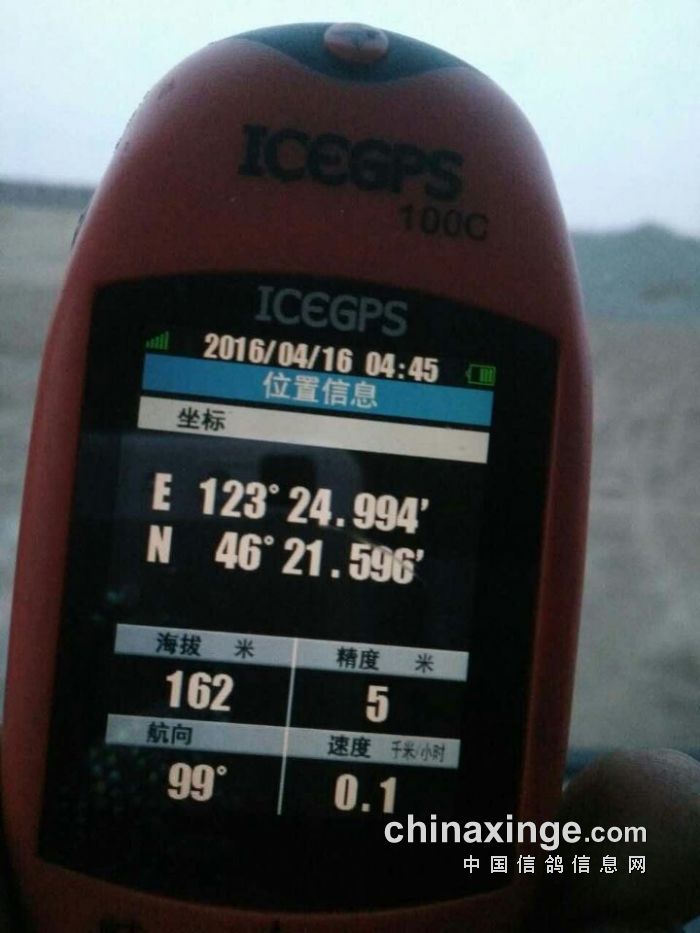 ICEGPS
100C
ICEGPS
2016/04/16 04:45
位置信息
坐标
E 123° 24.994'
N 46° 21.596'
海拔 米 精度 米
162 5
航向 速度 千米/小时
99° 0.1
chinaxinge.com
中国信鸽信息网